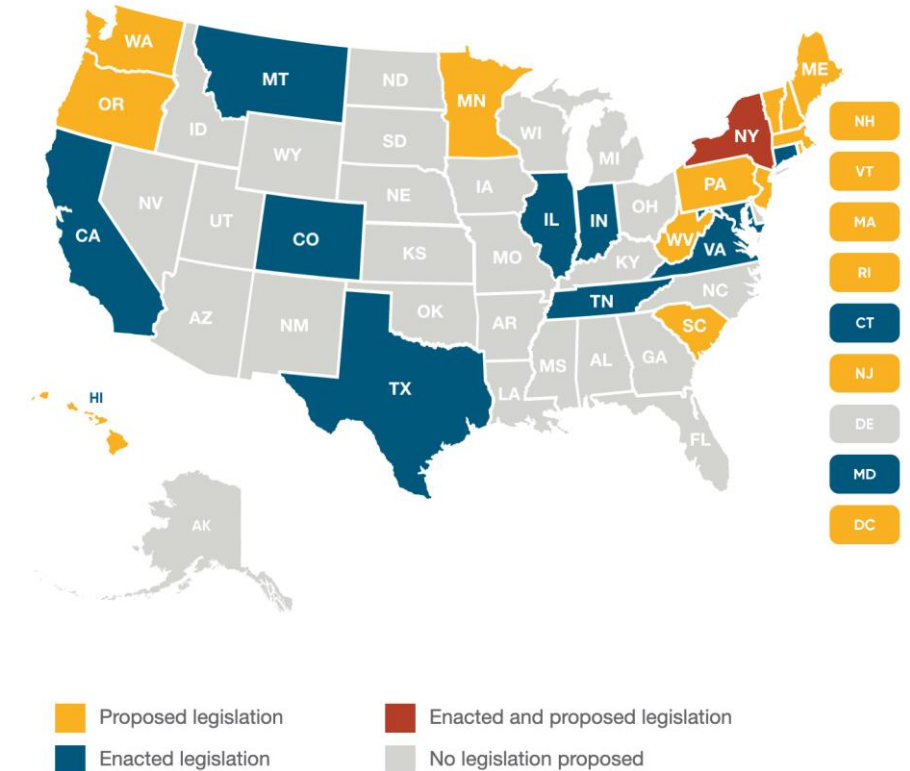 WA
MT
ND
ME
OR
MN
ID
SD
WI
NY
WY
MI
NE
IA
PA
NV
UT
CO
IL
IN
OH
CA
KS
MO
WV
VA
KY
AZ
NM
OK
AR
TN
NC
SC
TX
LA
MS
AL
GA
FL
HI
AK
NH
VT
MA
RI
CT
NJ
DE
MD
DC
Proposed legislation
Enacted and proposed legislation
Enacted legislation
No legislation proposed